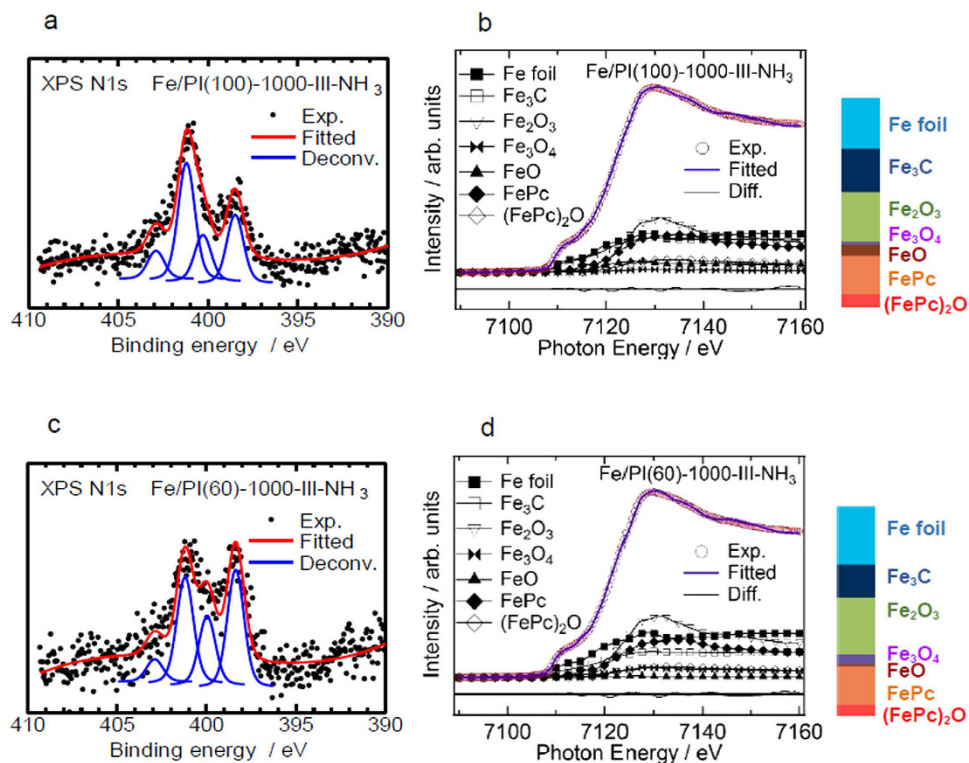 a
XPS N1s Fe/PI(100)-1000-III-NH3
Exp.
Fitted
Deconv.
410 405 400 395 390
Binding energy / eV
b
Intensity / arb. units
Fe/PI(100)-1000-III-NH3
Fe foil
Fe3C
Fe2O3
Fe3O4
FeO
FePc
(FePc)2O
Exp.
Fitted
Diff.
7100 7120 7140 7160
Photon Energy / eV
Fe foil
Fe3C
Fe2O3
Fe3O4
FeO
FePc
(FePc)2O
c
XPS N1s Fe/PI(60)-1000-III-NH3
Exp.
Fitted
Deconv.
410 405 400 395 390
Binding energy / eV
d
Intensity / arb. units
Fe/PI(60)-1000-III-NH3
Fe foil
Fe3C
Fe2O3
Fe3O4
FeO
FePc
(FePc)2O
Exp.
Fitted
Diff.
7100 7120 7140 7160
Photon Energy / eV
Fe foil
Fe3C
Fe2O3
Fe3O4
FeO
FePc
(FePc)2O